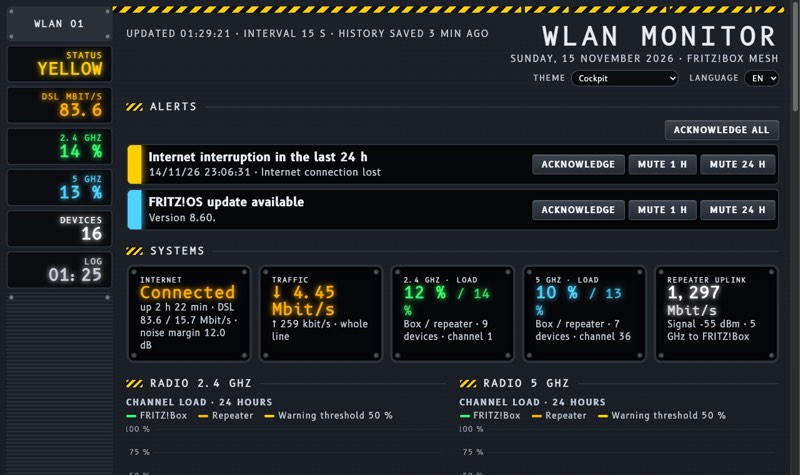 WLAN 01
STATUS
YELLOW
DSL MBIT/S
83.6
2.4 GHZ
14 %
5 GHZ
13 %
DEVICES
16
LOG
01:25
UPDATED 01:29:21 · INTERVAL 15 S · HISTORY SAVED 3 MIN AGO
WLAN MONITOR
SUNDAY, 15 NOVEMBER 2026 · FRITZ!BOX MESH
THEME Cockpit LANGUAGE EN
ALERTS
ACKNOWLEDGE ALL
Internet interruption in the last 24 h
14/11/26 23:06:31 · Internet connection lost
ACKNOWLEDGE MUTE 1 H MUTE 24 H
FRITZ!OS update available
Version 8.60.
ACKNOWLEDGE MUTE 1 H MUTE 24 H
SYSTEMS
INTERNET
Connected
up 2 h 22 min · DSL
83.6 / 15.7 Mbit/s ·
noise margin 12.0
dB
TRAFFIC
↓ 4.45
Mbit/s
↑ 259 kbit/s · whole
line
2.4 GHZ · LOAD
12 % / 14
%
Box / repeater · 9
devices · channel 1
5 GHZ · LOAD
10 % / 13
%
Box / repeater · 7
devices · channel 36
REPEATER UPLINK
1,297
Mbit/s
Signal -55 dBm · 5
GHz to FRITZ!Box
RADIO 2.4 GHZ
CHANNEL LOAD · 24 HOURS
FRITZ!Box Repeater Warning threshold 50 %
100 %
75 %
RADIO 5 GHZ
CHANNEL LOAD · 24 HOURS
FRITZ!Box Repeater Warning threshold 50 %
100 %
75 %